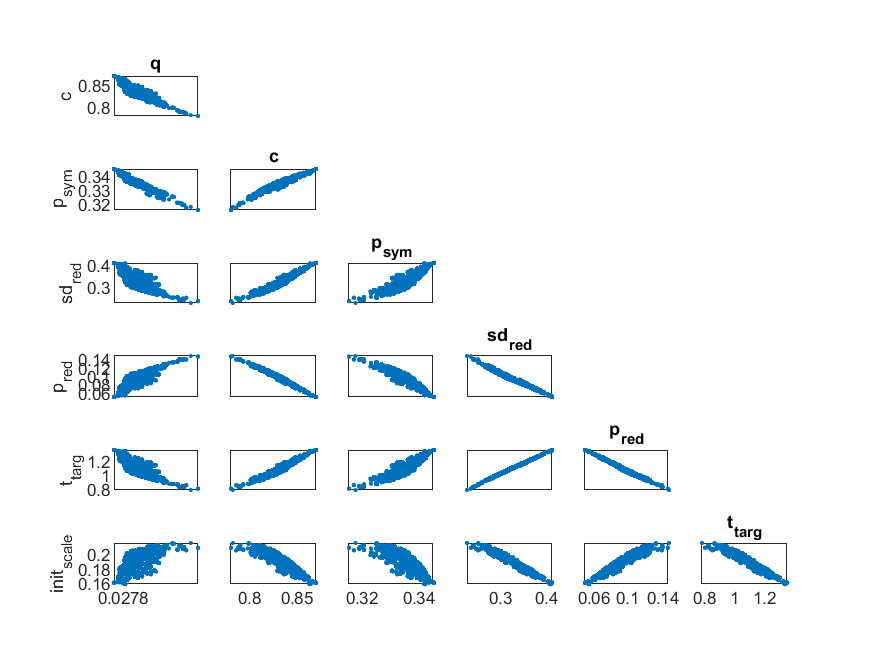 q
c
0.85
0.8
c
p_sym
0.34
0.33
0.32
p_sym
sd_red
0.4
0.3
sd_red
p_red
0.14
0.12
0.1
0.08
0.06
p_red
t_targ
1.2
1
0.8
t_targ
init_scale
0.2
0.18
0.16
0.0278 0.8 0.85 0.32 0.34 0.3 0.4 0.06 0.1 0.14 0.8 1 1.2